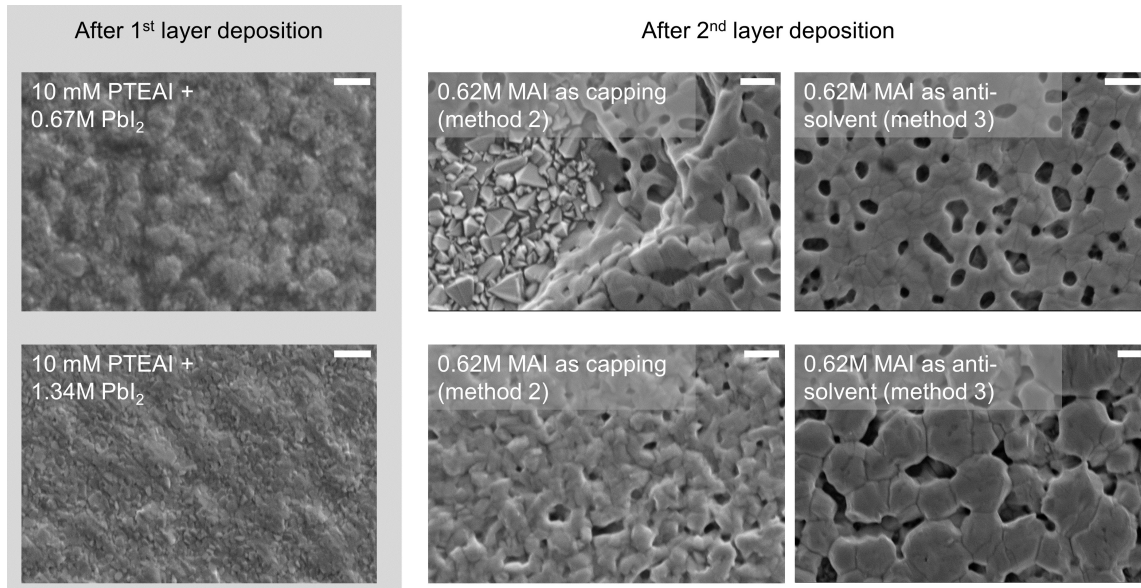 After 1st layer deposition
After 2nd layer deposition
10 mM PTEAI +
0.67M PbI2
0.62M MAI as capping
(method 2)
0.62M MAI as anti-
solvent (method 3)
10 mM PTEAI +
1.34M PbI2
0.62M MAI as capping
(method 2)
0.62M MAI as anti-
solvent (method 3)